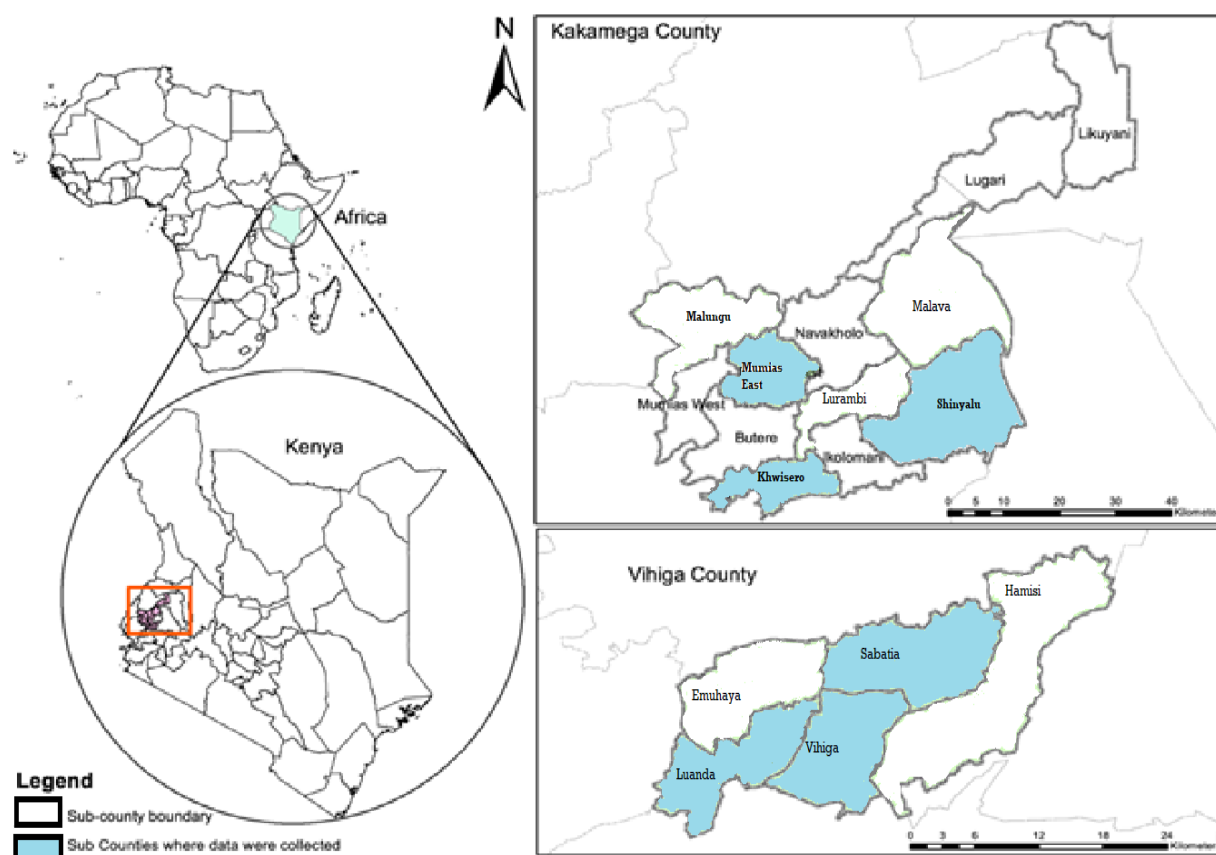 N
Africa
Kenya
Legend
Sub-county boundary
Sub Counties where data were collected
Kakamega County
Likuyani
Lugari
Malava
Malungu
Navakholo
Mumias
East
Mumias West
Lurambi
Shinyalu
Butere
Ikolomani
Khwisero
0 5 10 20 30 40
Kilometer
Vihiga County
Hamisi
Sabatia
Emuhaya
Vihiga
Luanda
0 3 6 12 18 24
Kilometer